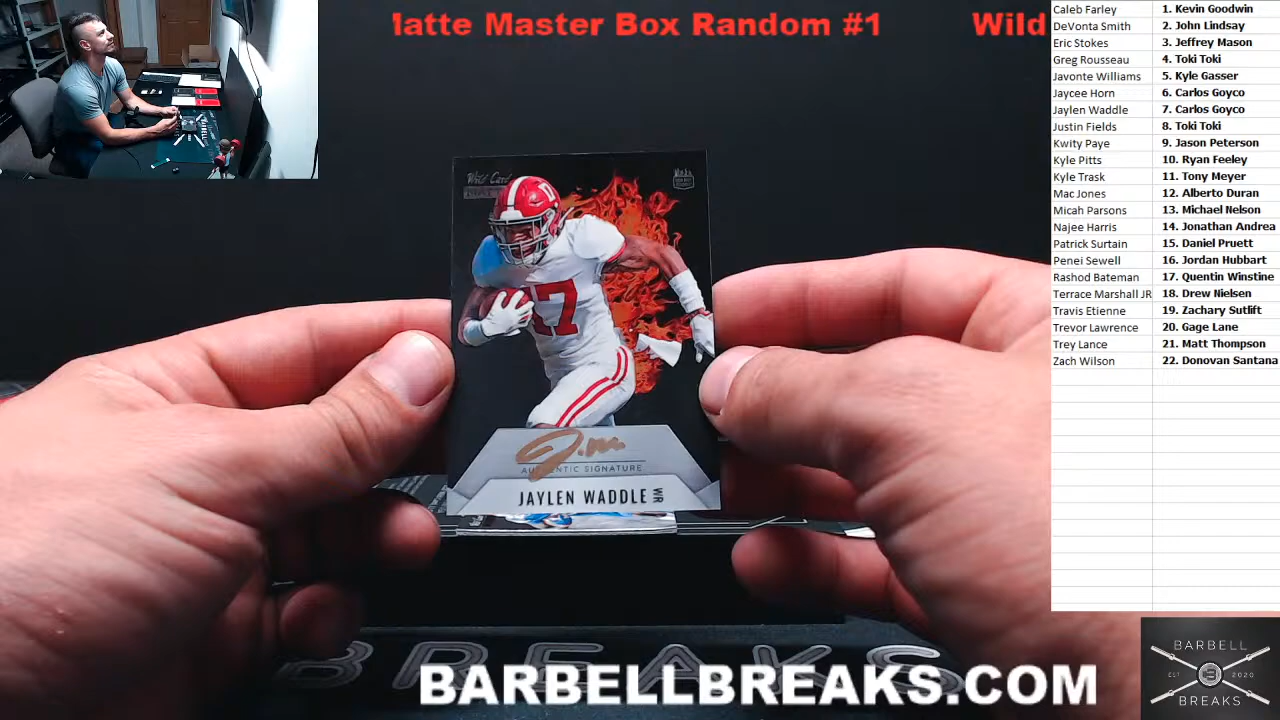 latte Master Box Random #1 Wild
Caleb Farley 1. Kevin Goodwin
DeVonta Smith 2. John Lindsay
Eric Stokes 3. Jeffrey Mason
Greg Rousseau 4. Toki Toki
Javonte Williams 5. Kyle Gasser
Jaycee Horn 6. Carlos Goyco
Jaylen Waddle 7. Carlos Goyco
Justin Fields 8. Toki Toki
Kwity Paye 9. Jason Peterson
Kyle Pitts 10. Ryan Feeley
Kyle Trask 11. Tony Meyer
Mac Jones 12. Alberto Duran
Micah Parsons 13. Michael Nelson
Najee Harris 14. Jonathan Andrea
Patrick Surtain 15. Daniel Pruett
Penei Sewell 16. Jordan Hubbart
Rashod Bateman 17. Quentin Winstine
Terrace Marshall JR 18. Drew Nielsen
Travis Etienne 19. Zachary Sutlift
Trevor Lawrence 20. Gage Lane
Trey Lance 21. Matt Thompson
Zach Wilson 22. Donovan Santana
Wild Card
17
AUTHENTIC SIGNATURE
JAYLEN WADDLE WR
BREAKS
BARBELLBREAKS.COM
BARBELL
EST B 2020
BREAKS